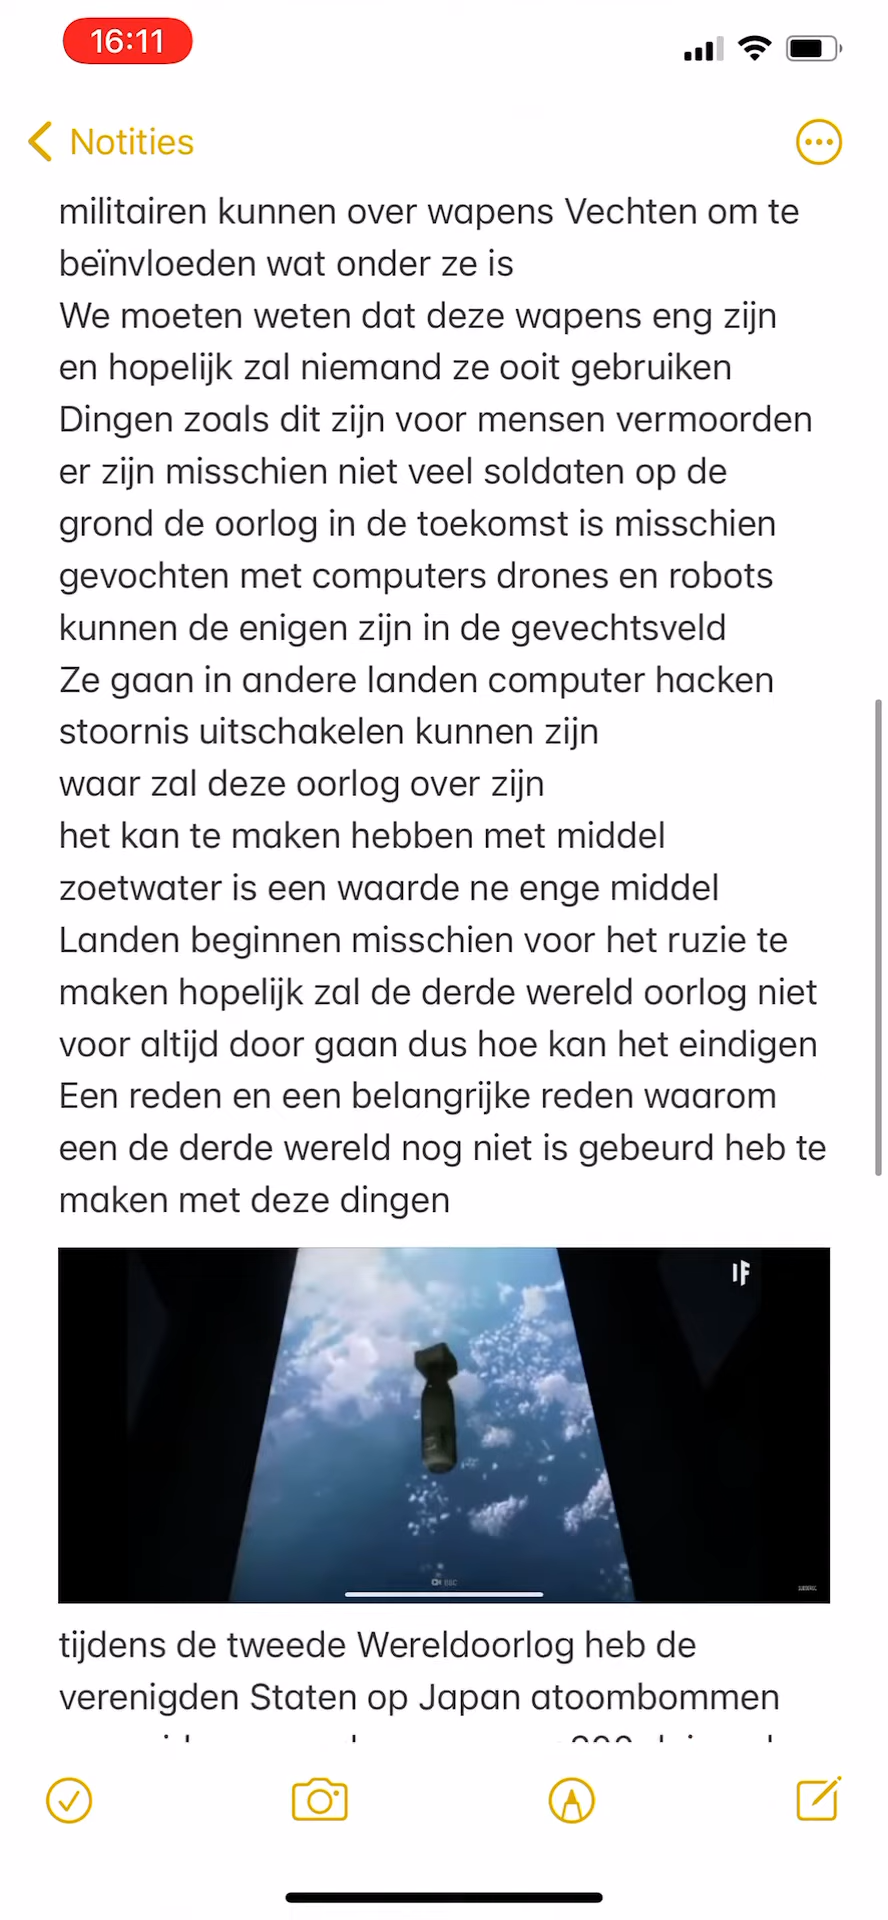 16:11
Notities
militairen kunnen over wapens Vechten om te
beïnvloeden wat onder ze is
We moeten weten dat deze wapens eng zijn
en hopelijk zal niemand ze ooit gebruiken
Dingen zoals dit zijn voor mensen vermoorden
er zijn misschien niet veel soldaten op de
grond de oorlog in de toekomst is misschien
gevochten met computers drones en robots
kunnen de enigen zijn in de gevechtsveld
Ze gaan in andere landen computer hacken
stoornis uitschakelen kunnen zijn
waar zal deze oorlog over zijn
het kan te maken hebben met middel
zoetwater is een waarde ne enge middel
Landen beginnen misschien voor het ruzie te
maken hopelijk zal de derde wereld oorlog niet
voor altijd door gaan dus hoe kan het eindigen
Een reden en een belangrijke reden waarom
een de derde wereld nog niet is gebeurd heb te
maken met deze dingen
IF
BBC
tijdens de tweede Wereldoorlog heb de
verenigden Staten op Japan atoombommen